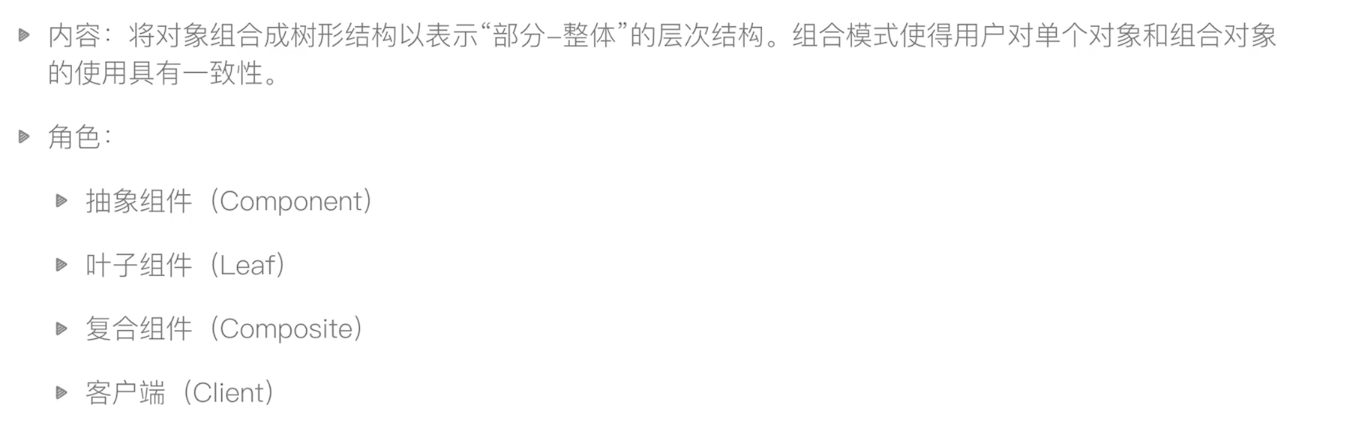 内容：将对象组合成树形结构以表示“部分-整体”的层次结构。组合模式使得用户对单个对象和组合对象
的使用具有一致性。
角色：
抽象组件（Component）
叶子组件（Leaf）
复合组件（Composite）
客户端（Client）